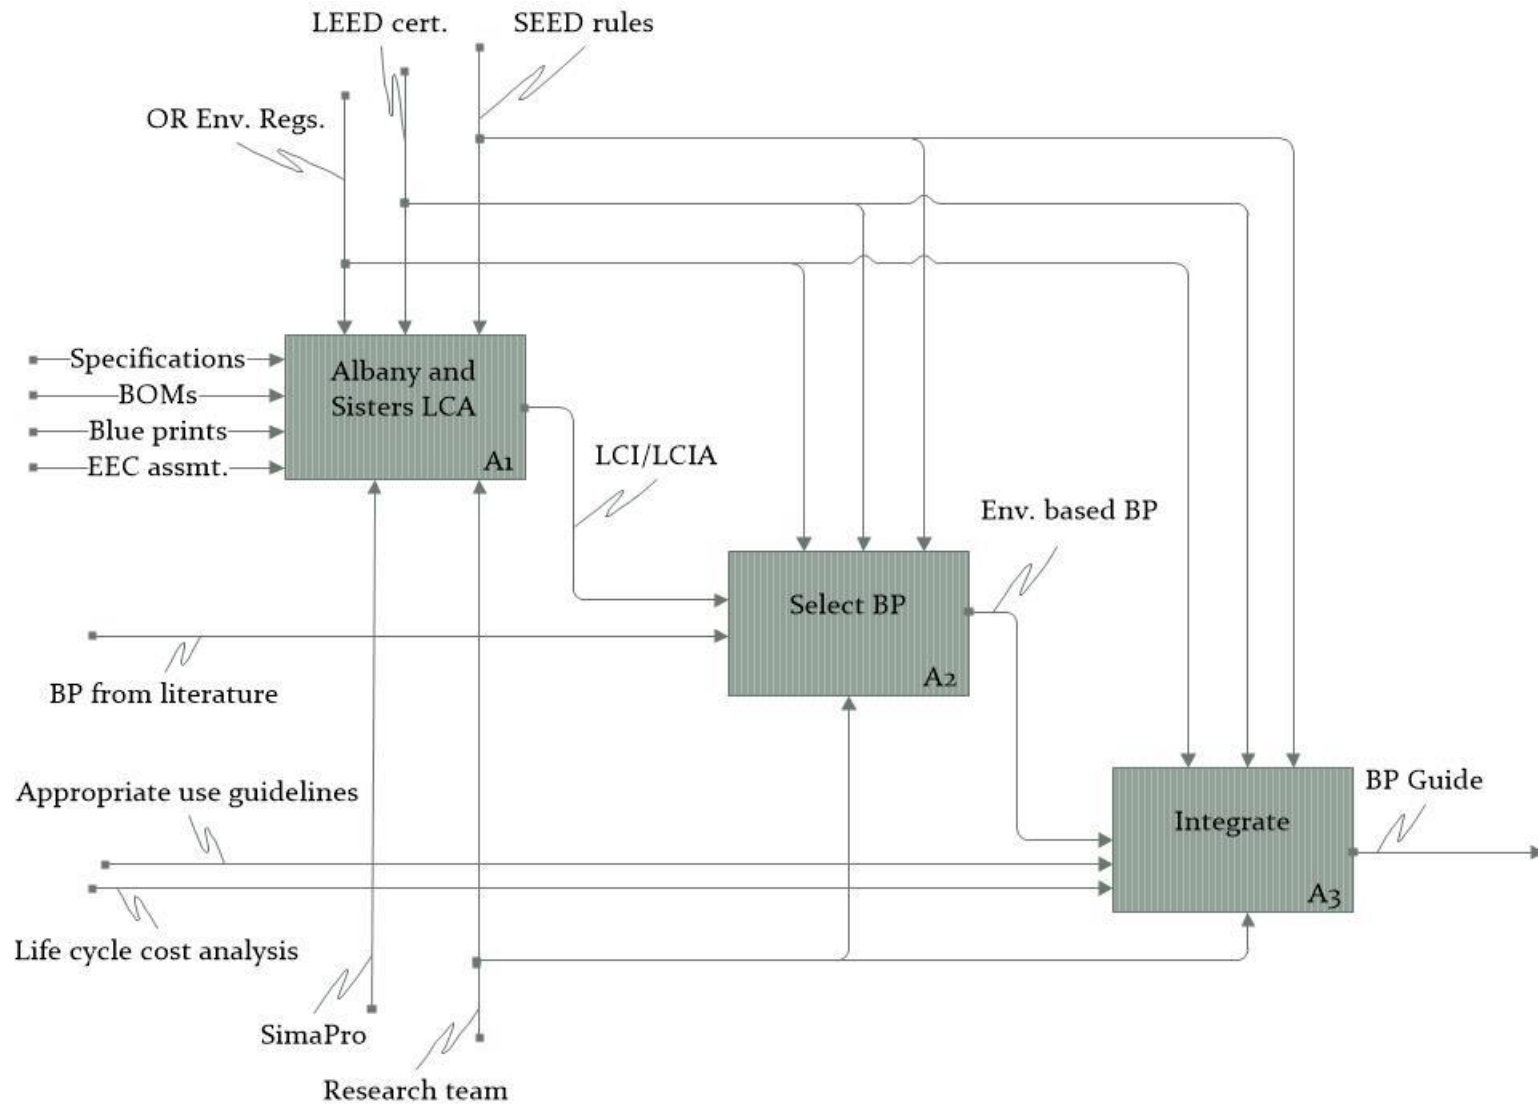 LEED cert.
SEED rules
OR Env. Regs.
Specifications
BOMs
Blue prints
EEC assmt.
Albany and
Sisters LCA
A1
LCI/LCIA
Env. based BP
Select BP
A2
BP from literature
Appropriate use guidelines
BP Guide
Integrate
A3
Life cycle cost analysis
SimaPro
Research team